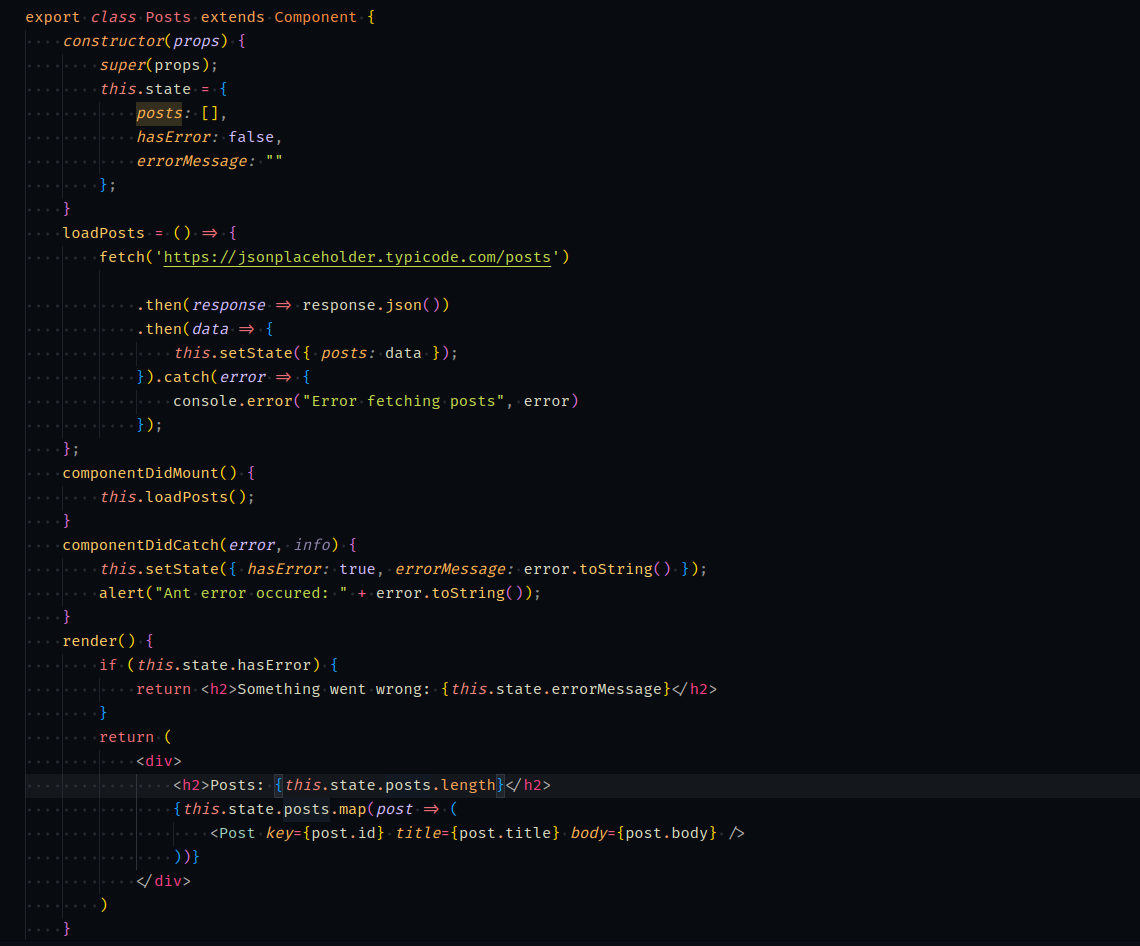 export class Posts extends Component {
    constructor(props) {
        super(props);
        this.state = {
            posts: [],
            hasError: false,
            errorMessage: ""
        };
    }
    loadPosts = () => {
        fetch('https://jsonplaceholder.typicode.com/posts')

            .then(response => response.json())
            .then(data => {
                this.setState({ posts: data });
            }).catch(error => {
                console.error("Error fetching posts", error)
            });
    };
    componentDidMount() {
        this.loadPosts();
    }
    componentDidCatch(error, info) {
        this.setState({ hasError: true, errorMessage: error.toString() });
        alert("Ant error occured: " + error.toString());
    }
    render() {
        if (this.state.hasError) {
            return <h2>Something went wrong: {this.state.errorMessage}</h2>
        }
        return (
            <div>
                <h2>Posts: {this.state.posts.length}</h2>
                {this.state.posts.map(post => (
                    <Post key={post.id} title={post.title} body={post.body} />
                ))}
            </div>
        )
    }